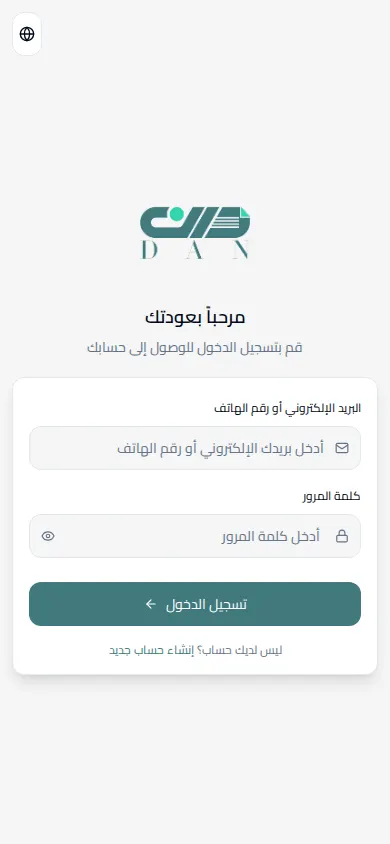 DAN
مرحباً بعودتك
قم بتسجيل الدخول للوصول إلى حسابك
البريد الإلكتروني أو رقم الهاتف
أدخل بريدك الإلكتروني أو رقم الهاتف
كلمة المرور
أدخل كلمة المرور
تسجيل الدخول
ليس لديك حساب؟ إنشاء حساب جديد